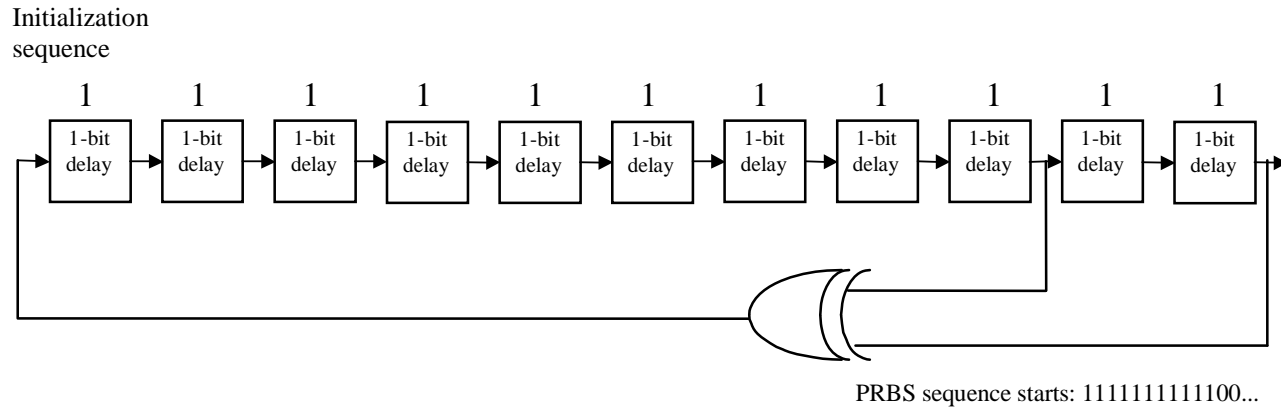 Initialization
sequence
1 1 1 1 1 1 1 1 1 1 1
1-bit 1-bit 1-bit 1-bit 1-bit 1-bit 1-bit 1-bit 1-bit 1-bit 1-bit
delay delay delay delay delay delay delay delay delay delay delay
PRBS sequence starts: 1111111111100...